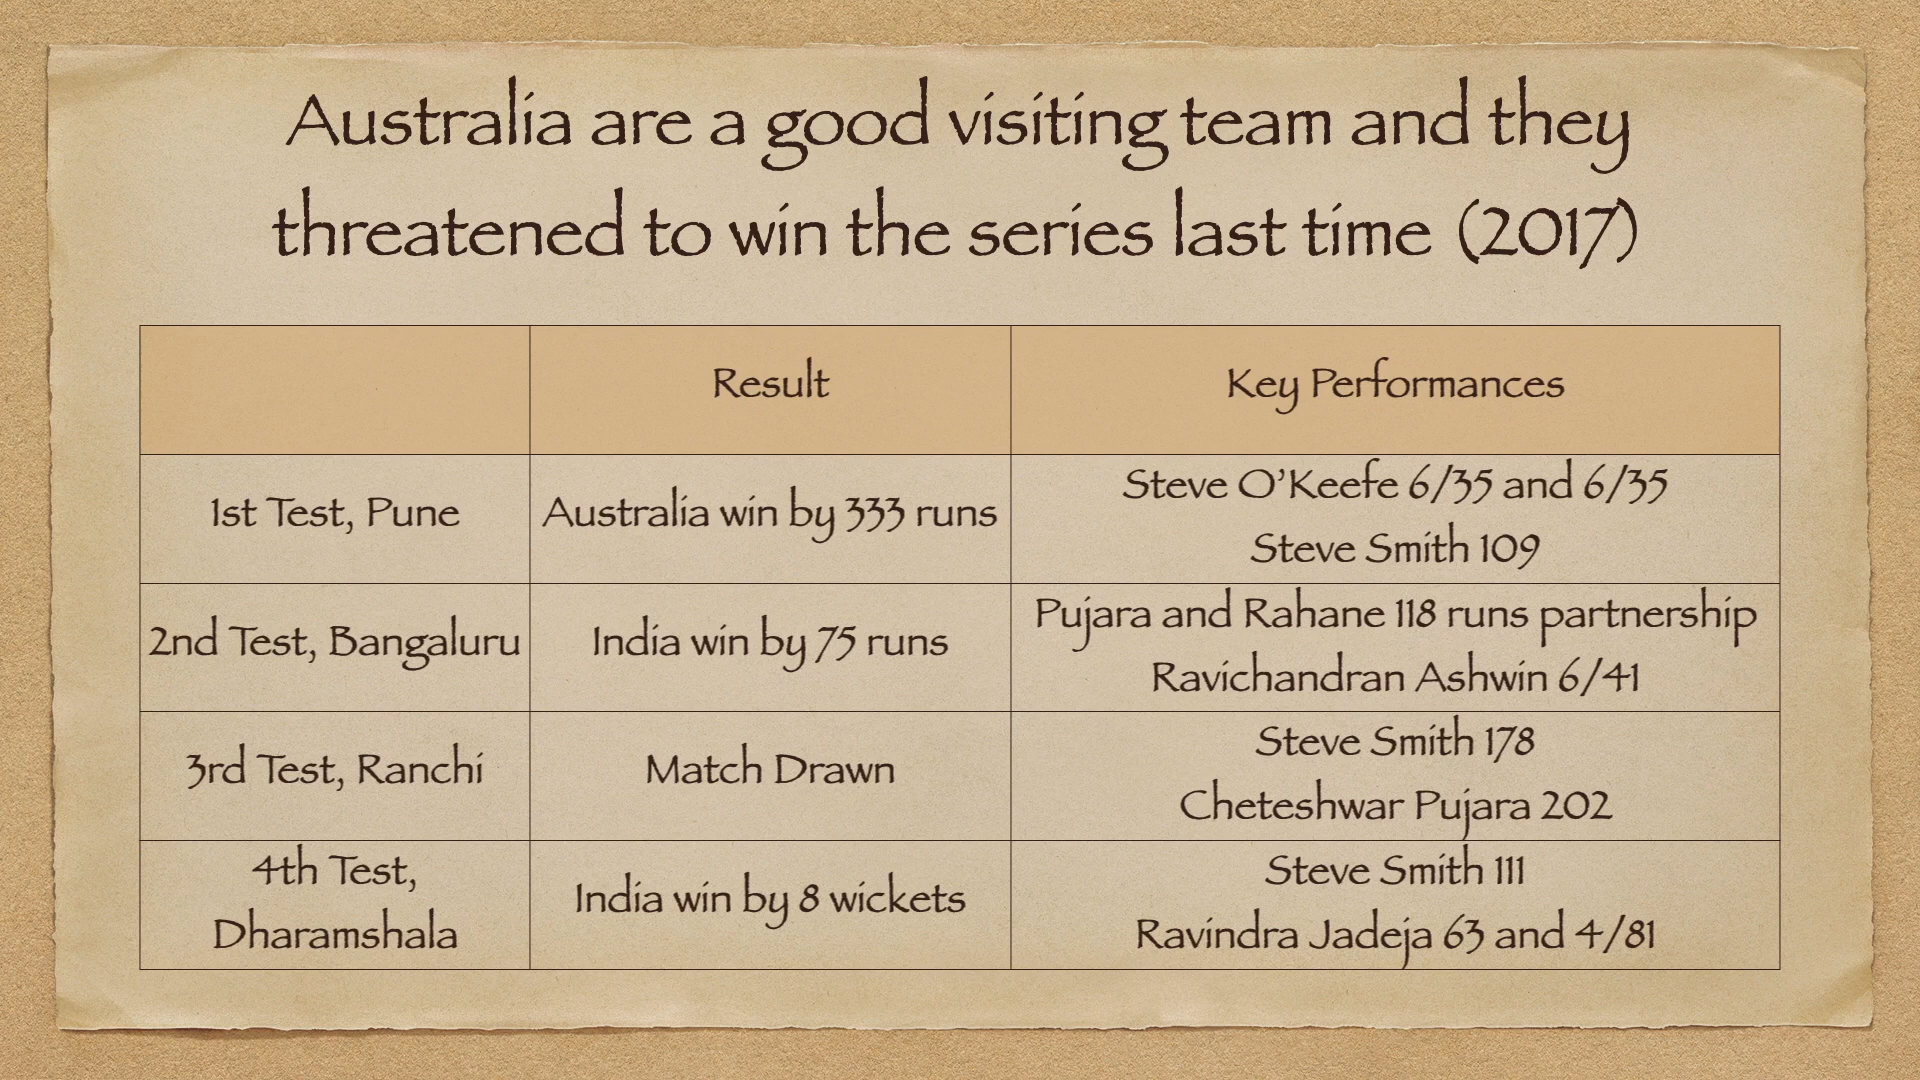 Australia are a good visiting team and they
threatened to win the series last time (2017)
Result
Key Performances
1st Test, Pune
Australia win by 333 runs
Steve O’Keefe 6/35 and 6/35
Steve Smith 109
2nd Test, Bangaluru
India win by 75 runs
Pujara and Rahane 118 runs partnership
Ravichandran Ashwin 6/41
3rd Test, Ranchi
Match Drawn
Steve Smith 178
Cheteshwar Pujara 202
4th Test,
Dharamshala
India win by 8 wickets
Steve Smith 111
Ravindra Jadeja 63 and 4/81